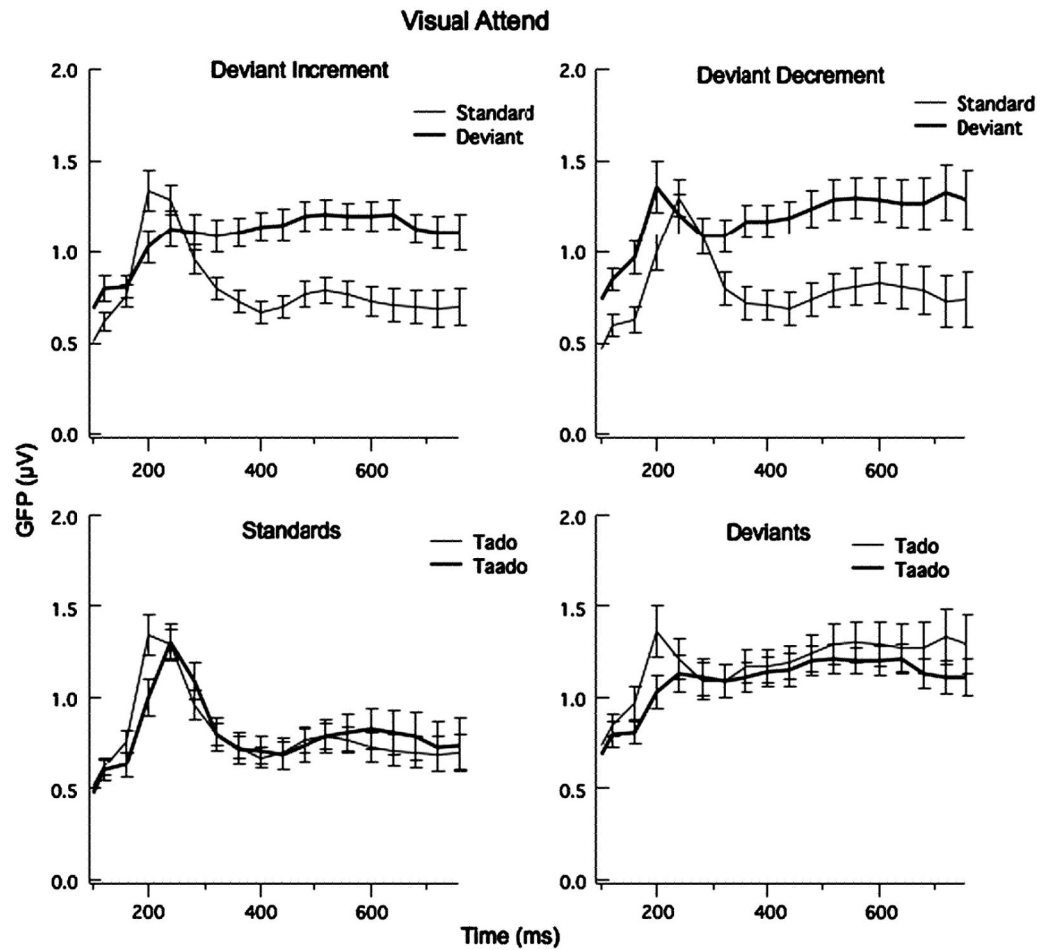 Visual Attend
Deviant Increment
Standard
Deviant
2.0
1.5
1.0
0.5
0.0
200
400
600
Deviant Decrement
Standard
Deviant
2.0
1.5
1.0
0.5
0.0
200
400
600
GFP (µV)
Standards
Tado
Taado
2.0
1.5
1.0
0.5
0.0
200
400
600
Deviants
Tado
Taado
2.0
1.5
1.0
0.5
0.0
200
400
600
Time (ms)